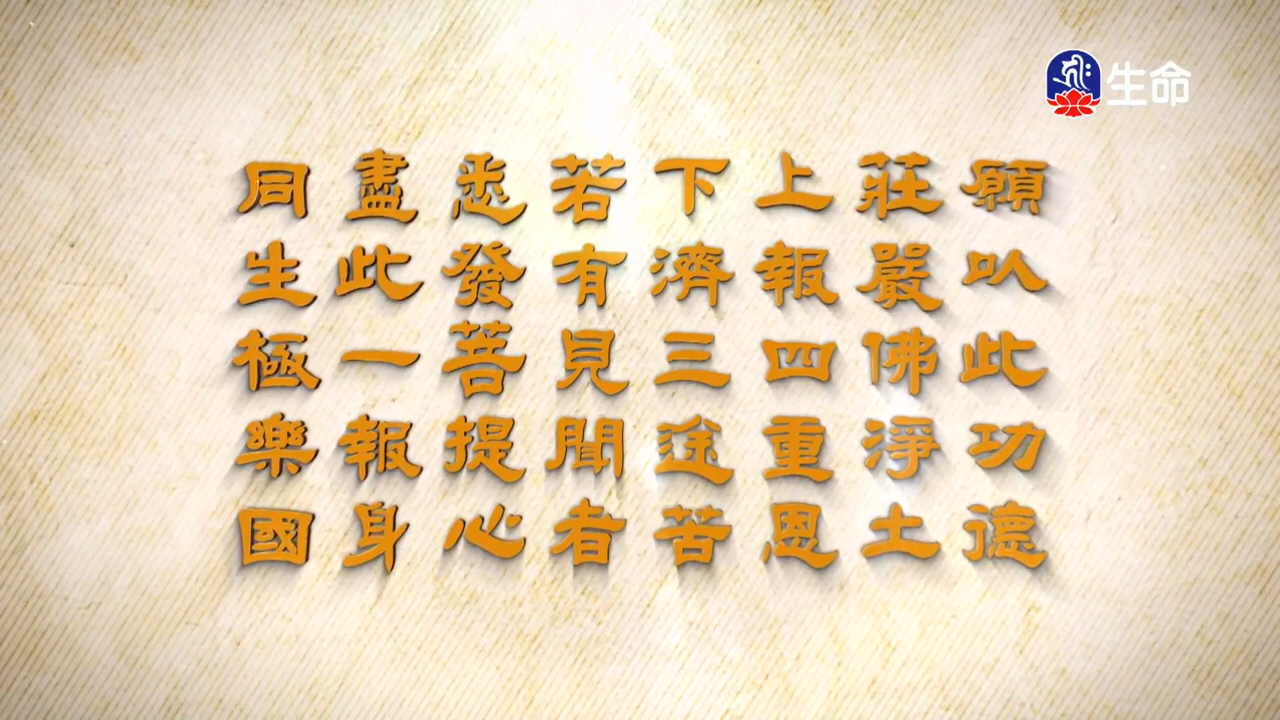 願㕥此功德
莊嚴佛淨土
上報四重恩
下濟三途苦
若有見聞者
悉發菩提心
盡此一報身
同生極樂國
生命